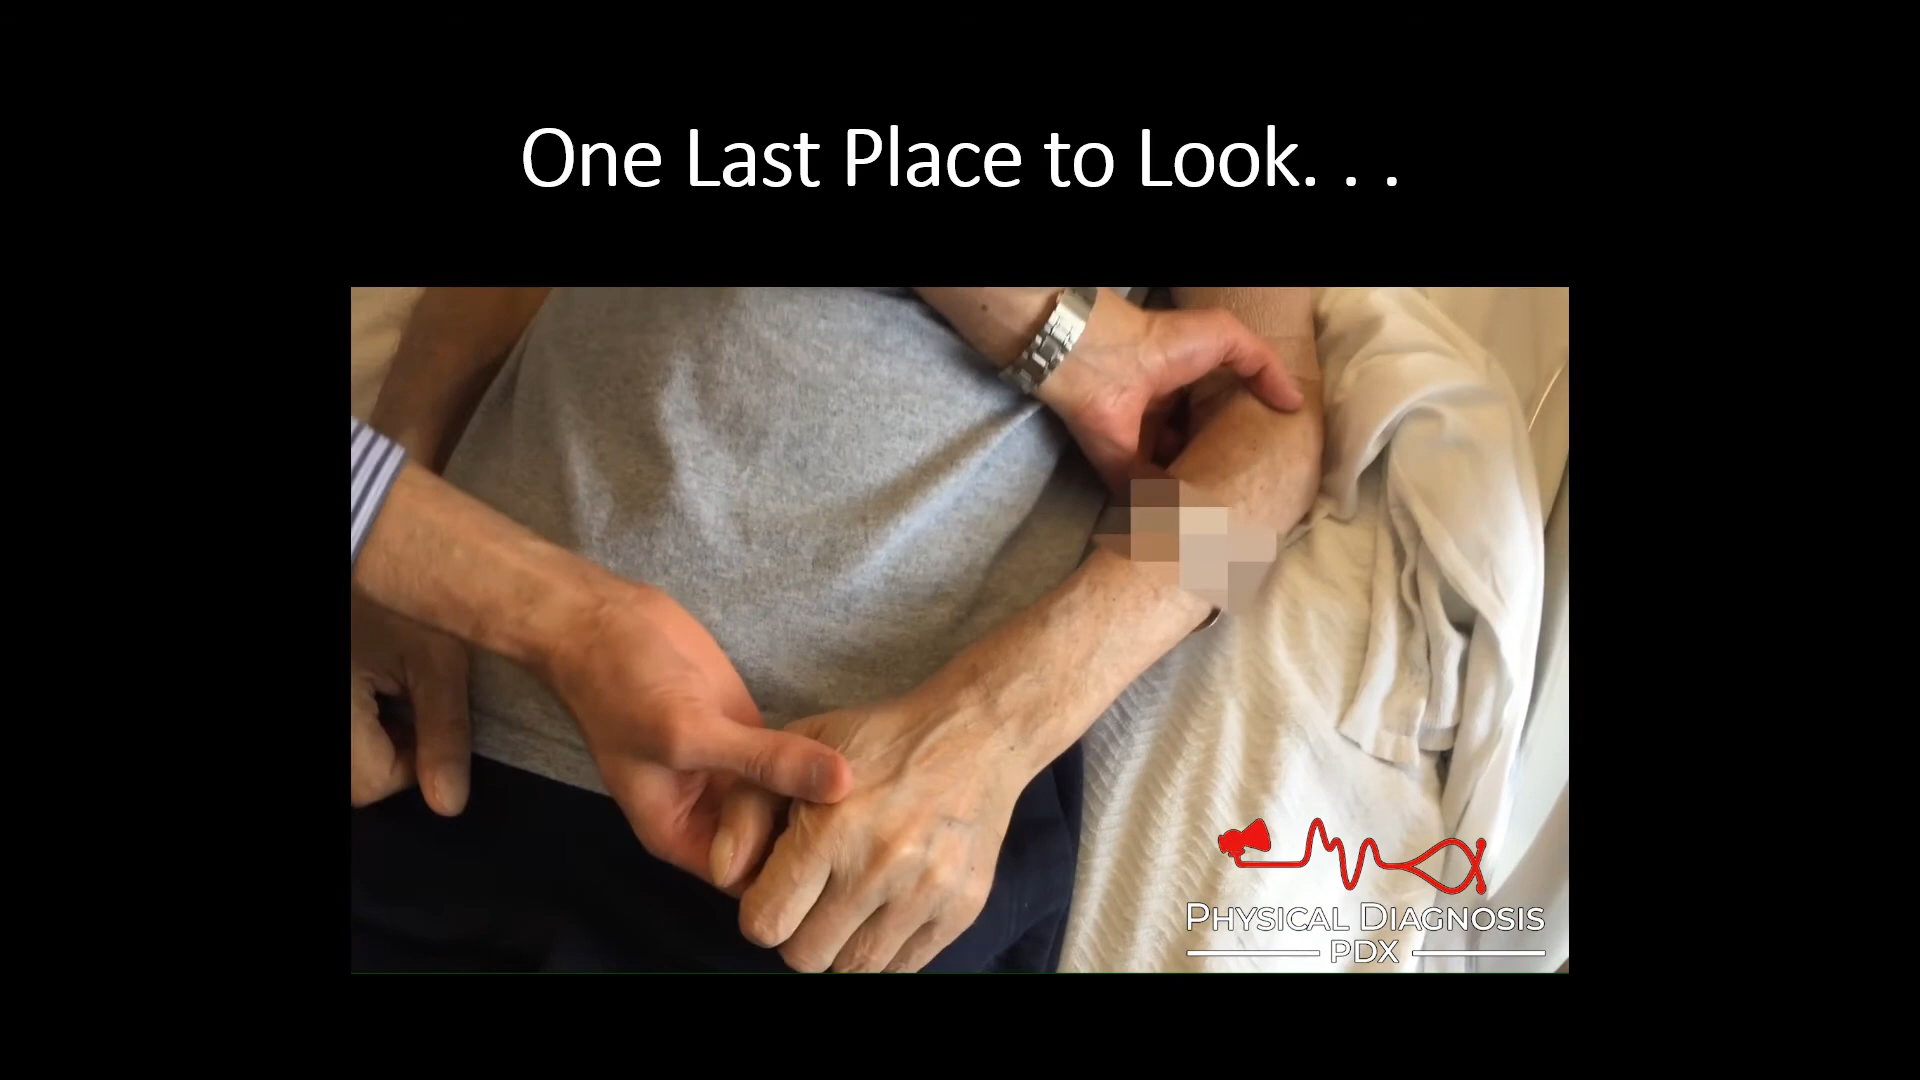 One Last Place to Look. . .
PHYSICAL DIAGNOSIS
PDX